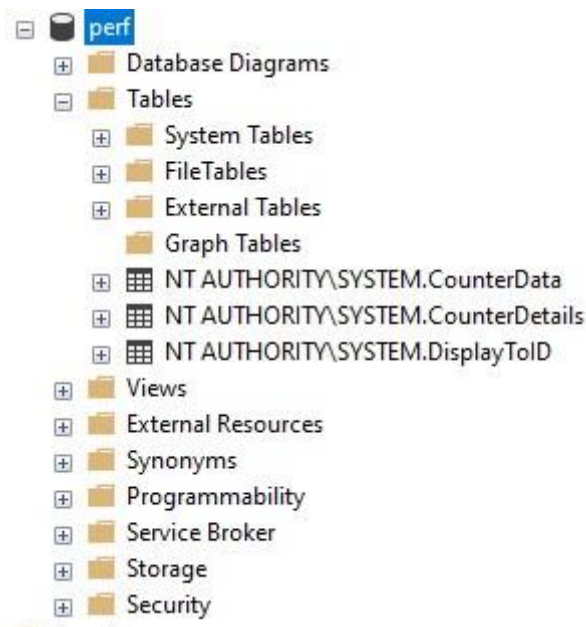 perf
Database Diagrams
Tables
System Tables
FileTables
External Tables
Graph Tables
NT AUTHORITY\SYSTEM.CounterData
NT AUTHORITY\SYSTEM.CounterDetails
NT AUTHORITY\SYSTEM.DisplayToID
Views
External Resources
Synonyms
Programmability
Service Broker
Storage
Security